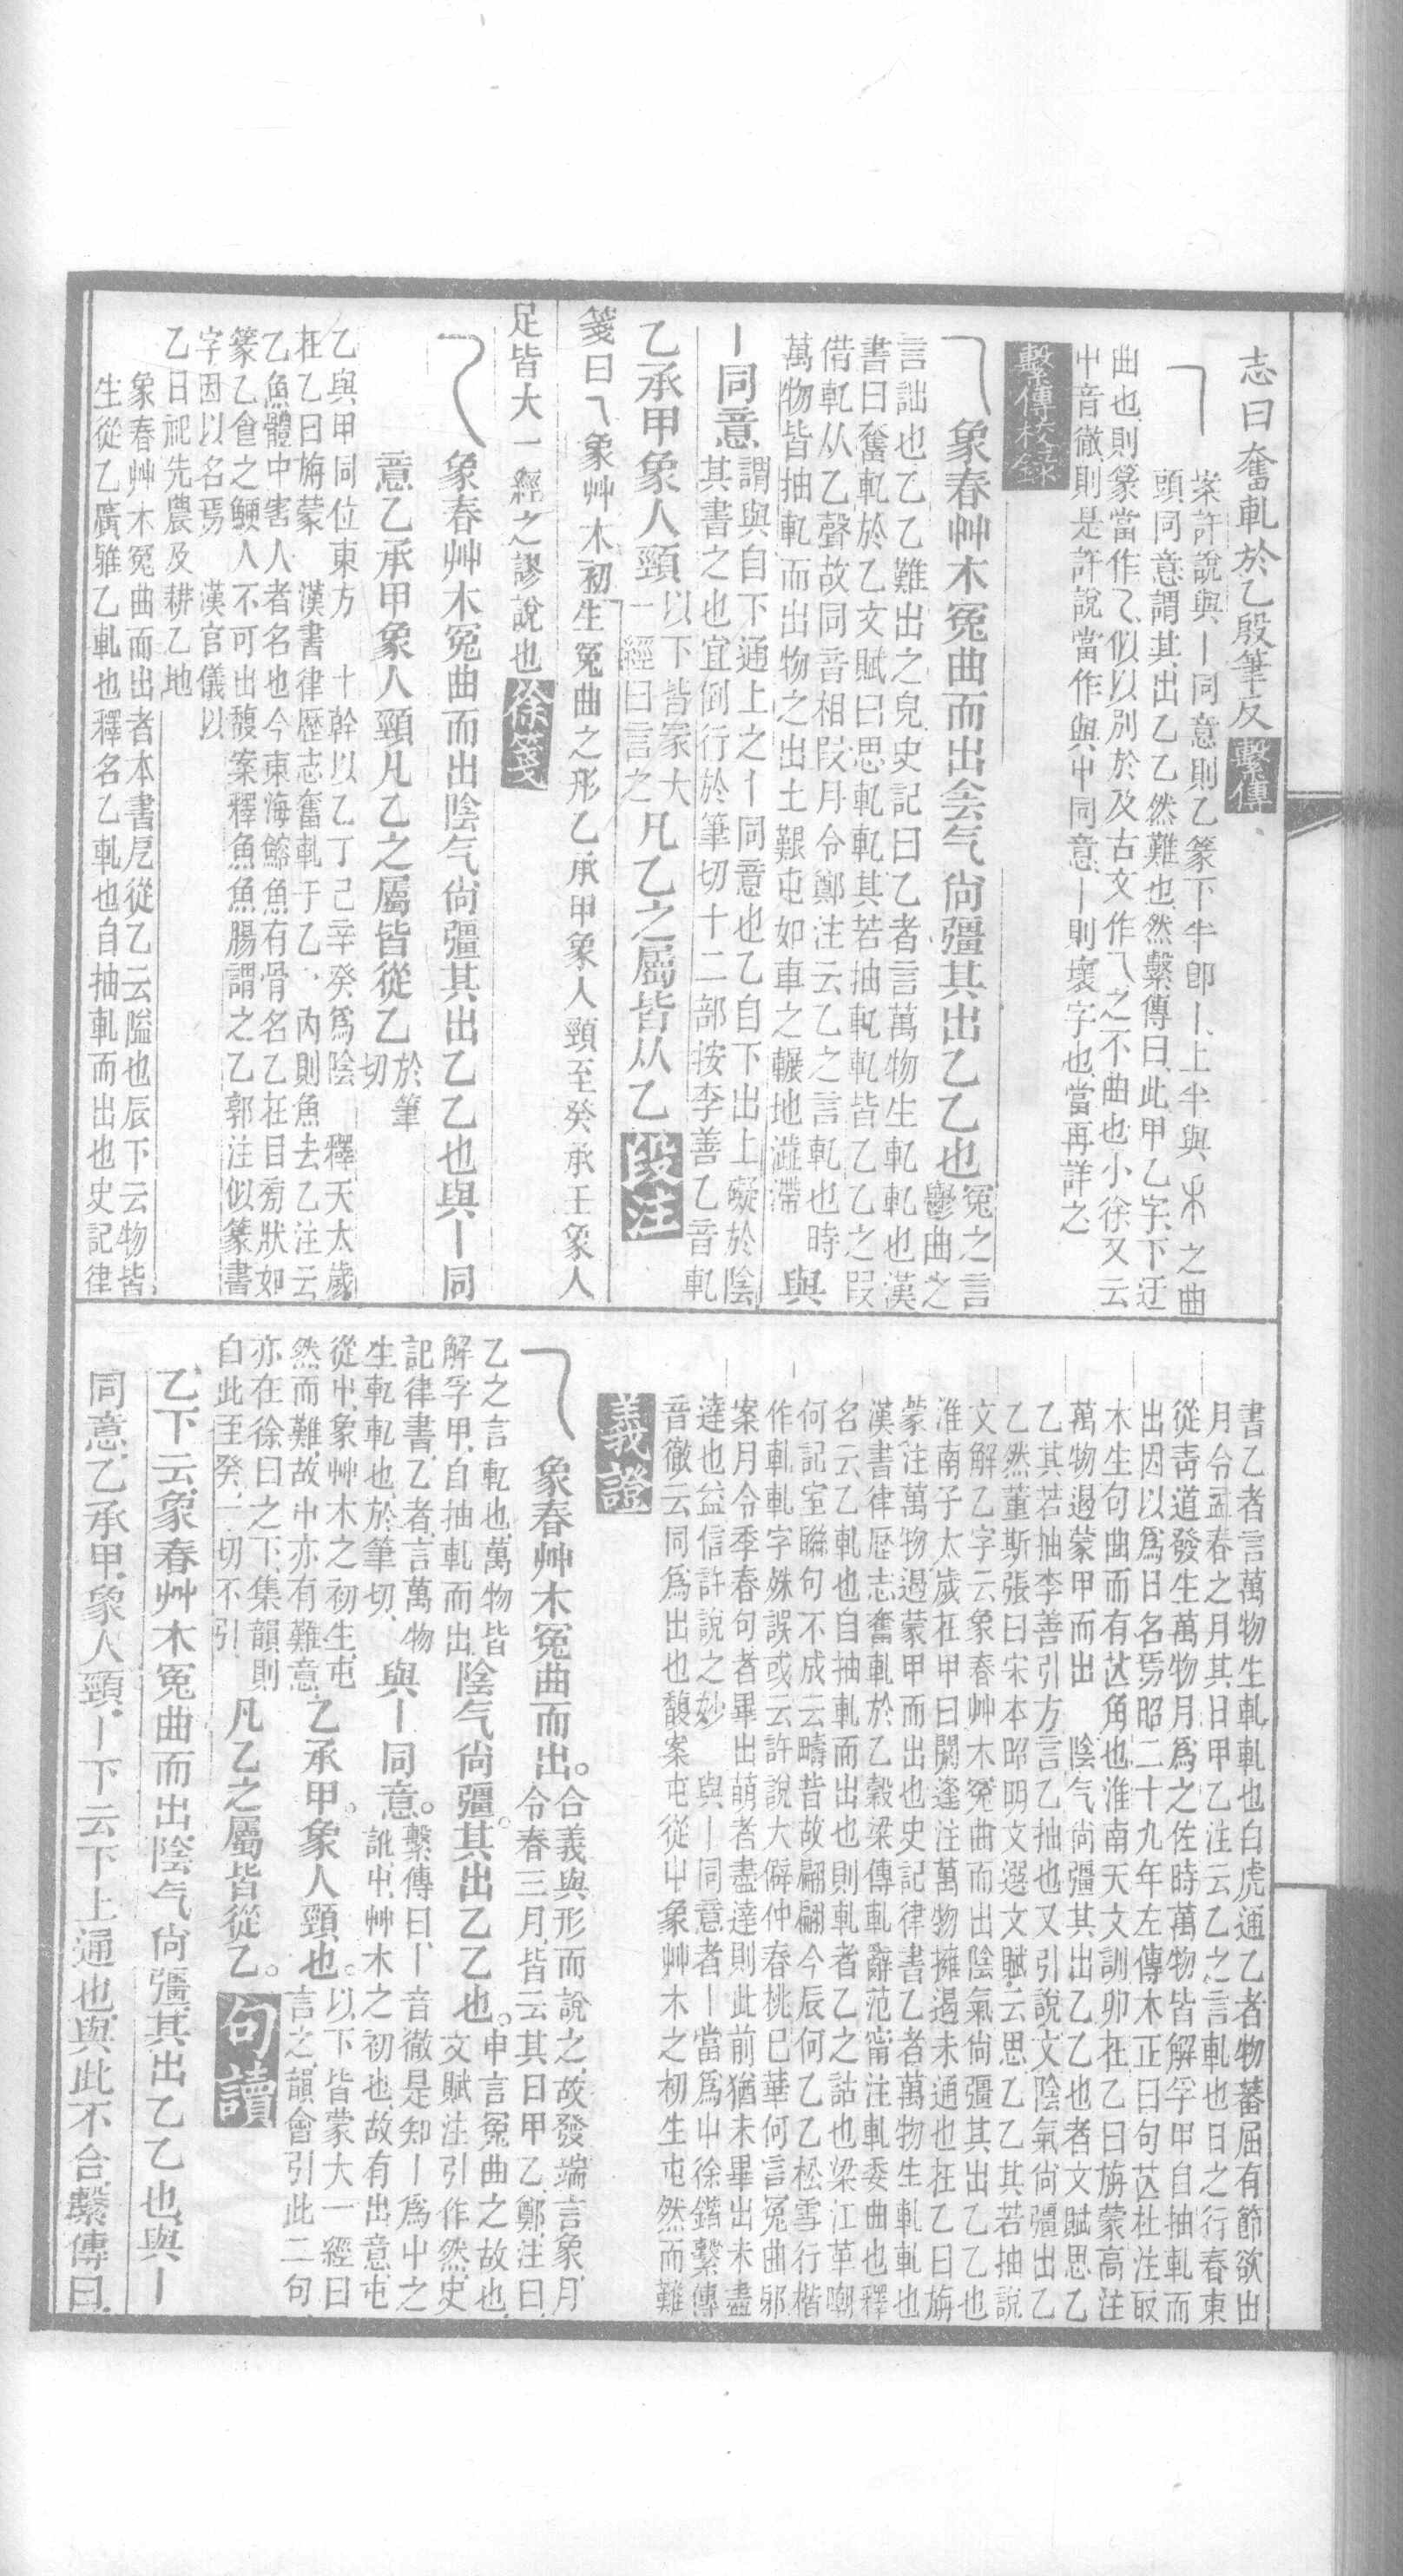 志曰奮軋於乙殷筆反繫傳
乀案許說與丨同意則乙篆下半卽丨上半與禾之曲
頭同意謂其出乙乙然難也然繫傳曰此甲乙字下迂
曲也則篆當作乙似以別於及古文作乁之不曲也小徐又云
中音徹則是許說當作與屮同意丨則壞字也當再詳之
繫傳校錄
象春艸木冤曲而出侌气尙彊其出乙乙也冤之言
鬱曲之
言詘也乙乙難出之皃史記曰乙者言萬物生軋軋也漢
書曰奮軋於乙文賦曰思軋軋其若抽軋軋皆乙乙之叚
借軋从乙聲故同音相叚月令鄭注云乙之言軋也時
萬物皆抽軋而出物之出土艱屯如車之輾地澁滯與
丨同意謂與自下通上之丨同意也乙自下出上礙於陰
其書之也宜倒行於筆切十二部按李善乙音軋
乙承甲象人頸以下皆冡大
一經曰言之凡乙之屬皆从乙段注
箋曰乁象艸木初生冤曲之形乙承甲象人頸至癸承壬象人
足皆大一經之謬說也徐箋
象春艸木冤曲而出陰气尙彊其出乙乙也與丨同
意乙承甲象人頸凡乙之屬皆從乙於筆
切
乙與甲同位東方 十幹以乙丁己辛癸爲陰 釋天太歲
在乙曰旃蒙 漢書律歷志奮軋于乙 內則魚去乙注云
乙魚體中害人者名也今東海鰫魚有骨名乙在目旁狀如
篆乙食之鯁人不可出馥案釋魚魚腸謂之乙郭注似篆書
字因以名焉 漢官儀以
乙日祀先農及耕乙地
象春艸木冤曲而出者本書戹從乙云隘也辰下云物皆
生從乙廣雅乙軋也釋名乙軋也自抽軋而出也史記律
書乙者言萬物生軋軋也白虎通乙者物蕃屈有節欲出
月令孟春之月其日甲乙注云乙之言軋也日之行春東
從靑道發生萬物月爲之佐時萬物皆解孚甲自抽軋而
出因以爲日名焉昭二十九年左傳木正曰句芒杜注取
木生句曲而有芒角也淮南天文訓卯在乙曰旃蒙高注
萬物遏蒙甲而出 陰气尙彊其出乙乙也者文賦思乙
乙其若抽李善引方言乙抽也又引說文陰氣尙彊出乙
乙然董斯張曰宋本昭明文選文賦云思乙乙其若抽說
文解乙字云象春艸木冤曲而出陰氣尙彊其出乙乙也
淮南子太歲在甲曰閼逢注萬物擁遏未通也在乙曰旃
蒙注萬物遏蒙甲而出也史記律書乙者萬物生軋軋也
漢書律歷志奮軋於乙穀梁傳軋辭范甯注軋委曲也釋
名云乙軋也自抽軋而出也則軋者乙之詁也梁江革嘲
何記室聯句不成云疇昔故翩翩今辰何乙乙松雪行楷
作軋軋字姝誤或云許說大僻仲春桃已華何言冤曲邪
案月令季春句者畢出萌者盡達則此前猶未畢出未盡
達也益信許說之妙 與丨同意者丨當爲屮徐鍇繫傳
音徹云同爲出也馥案屯從屮象艸木之初生屯然而難
義證
象春艸木冤曲而出。合義與形而說之故發端言象月
令春三月皆云其日甲乙鄭注曰
乙之言軋也萬物皆
解孚甲自抽軋而出陰气尙彊其出乙乙也。申言冤曲之故也
文賦注引作然史
記律書乙者言萬物
生軋軋也於筆切與丨同意。繫傳曰丨音徹是知丨爲屮之
訛屮艸木之初也故有出意屯
從屮象艸木之初生屯
然而難故屮亦有難意乙承甲。象人頸也。以下皆蒙大一經曰
言之韻會引此二句
亦在徐曰之下集韻則
自此至癸一切不引凡乙之屬皆從乙。句讀
乙下云象春艸木冤曲而出陰气尙彊其出乙乙也與丨
同意乙承甲象人頸丨下云下上通也與此不合繫傳曰